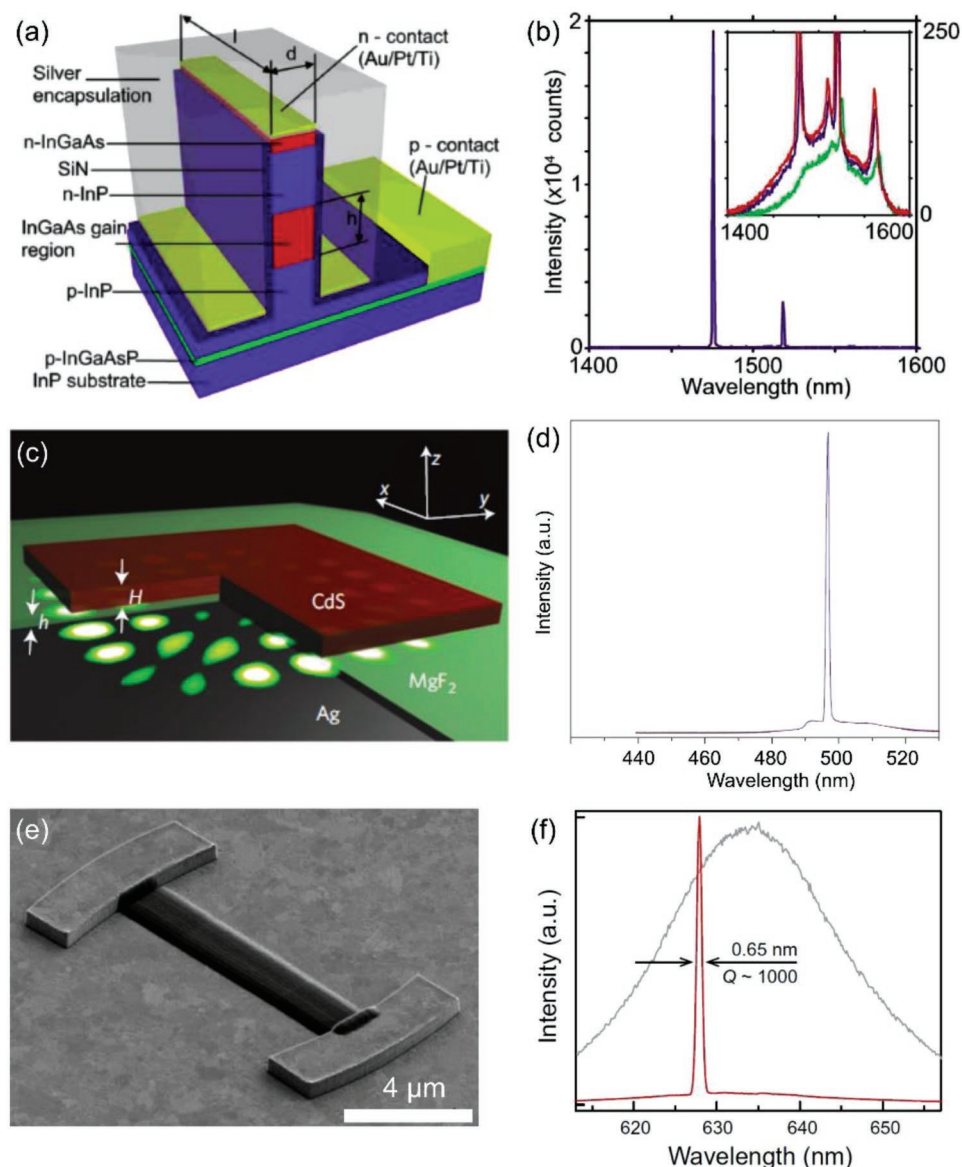 (a)
l
d
n - contact
(Au/Pt/Ti)
Silver
encapsulation
n-InGaAs
SiN
n-InP
InGaAs gain
region
p-InP
p-InGaAsP
InP substrate
p - contact
(Au/Pt/Ti)
h
(b)
Intensity (x10⁴ counts)
2
1
0
1400
1500
1600
Wavelength (nm)
250
0
1400
1500
1600
(c)
z
x
y
H
h
CdS
MgF₂
Ag
(d)
Intensity (a.u.)
440
460
480
500
520
Wavelength (nm)
(e)
4 μm
(f)
Intensity (a.u.)
0.65 nm
Q ~ 1000
620
630
640
650
Wavelength (nm)